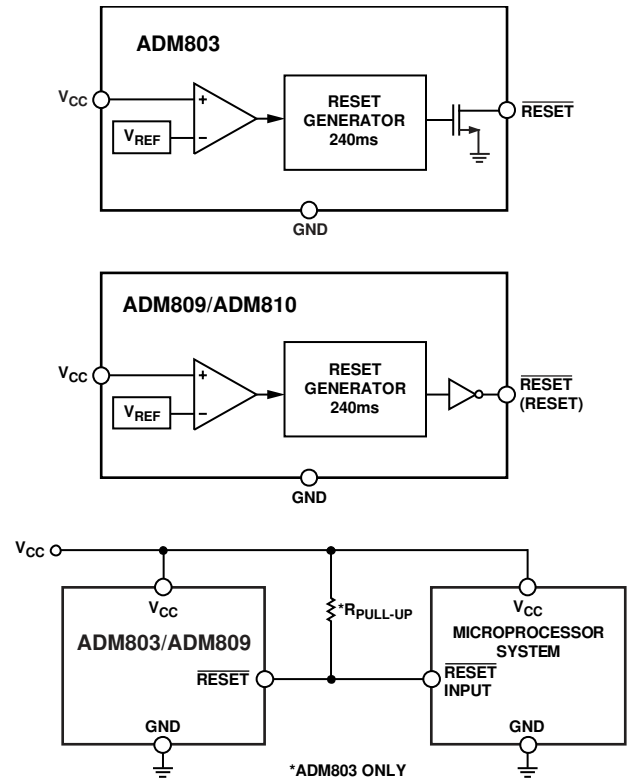 ADM803
VCC
+
VREF
−
RESET
GENERATOR
240ms
RESET
GND
ADM809/ADM810
VCC
+
VREF
−
RESET
GENERATOR
240ms
RESET
(RESET)
GND
VCC
VCC
ADM803/ADM809
RESET
GND
*RPULL-UP
VCC
MICROPROCESSOR
SYSTEM
RESET
INPUT
GND
*ADM803 ONLY